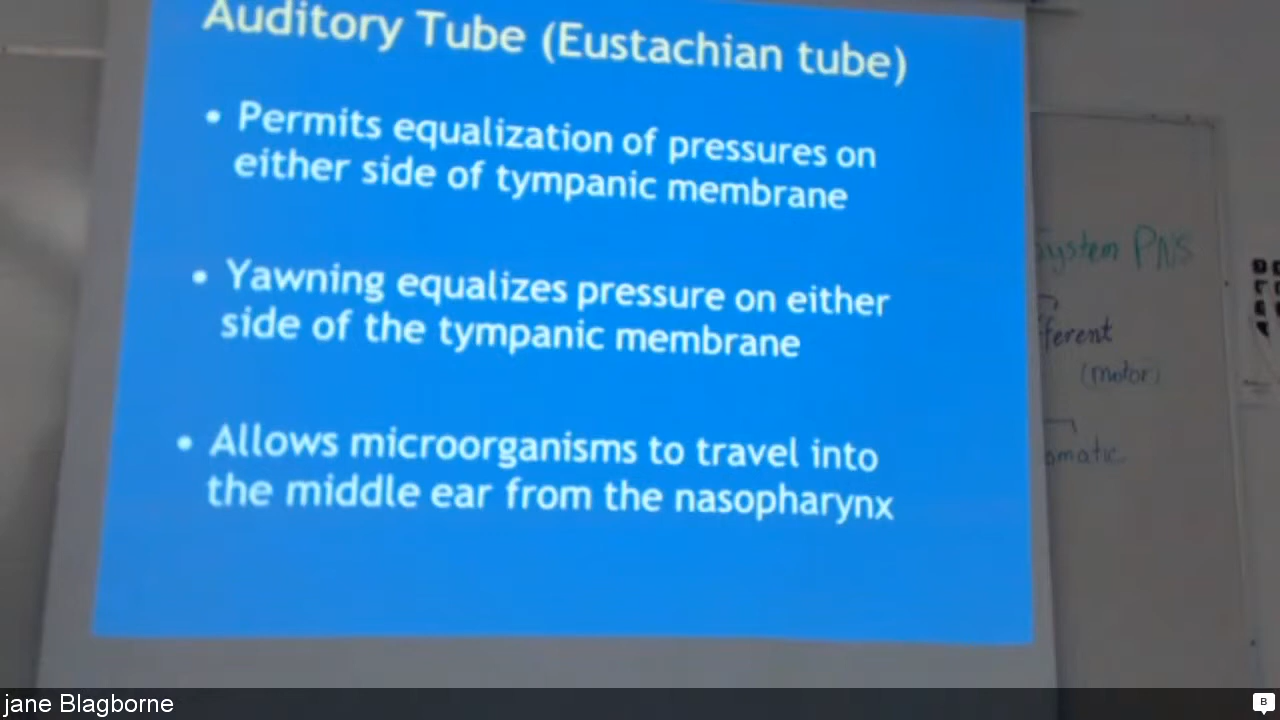 Auditory Tube (Eustachian tube)
• Permits equalization of pressures on
either side of tympanic membrane
• Yawning equalizes pressure on either
side of the tympanic membrane
• Allows microorganisms to travel into
the middle ear from the nasopharynx
system PNS
fferent
(motor)
omatic
jane Blagborne
B